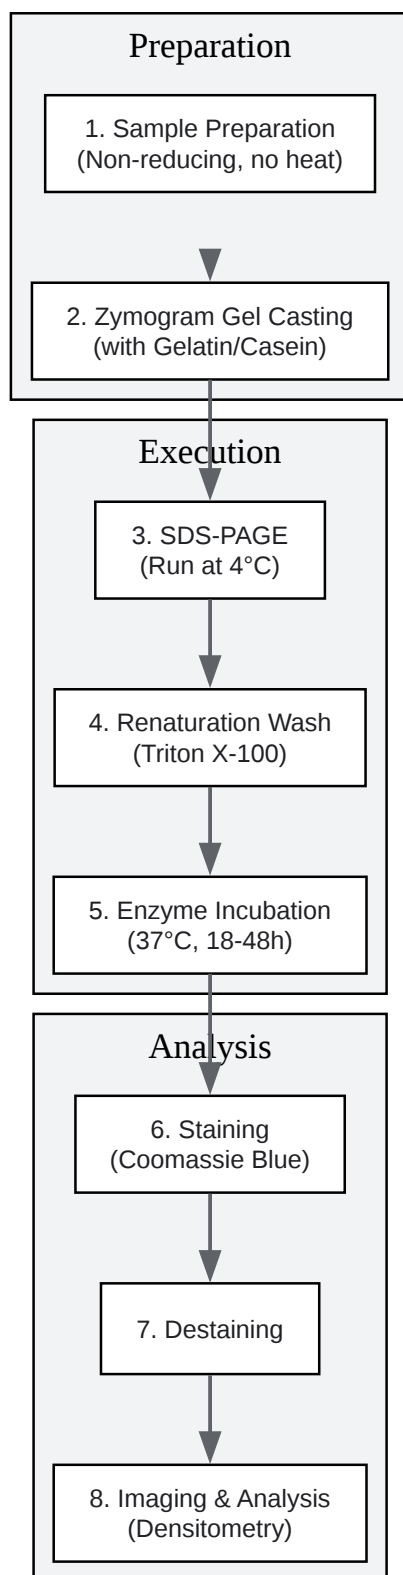 Preparation
1. Sample Preparation
(Non-reducing, no heat)
2. Zymogram Gel Casting
(with Gelatin/Casein)
Execution
3. SDS-PAGE
(Run at 4°C)
4. Renaturation Wash
(Triton X-100)
5. Enzyme Incubation
(37°C, 18-48h)
Analysis
6. Staining
(Coomassie Blue)
7. Destaining
8. Imaging & Analysis
(Densitometry)